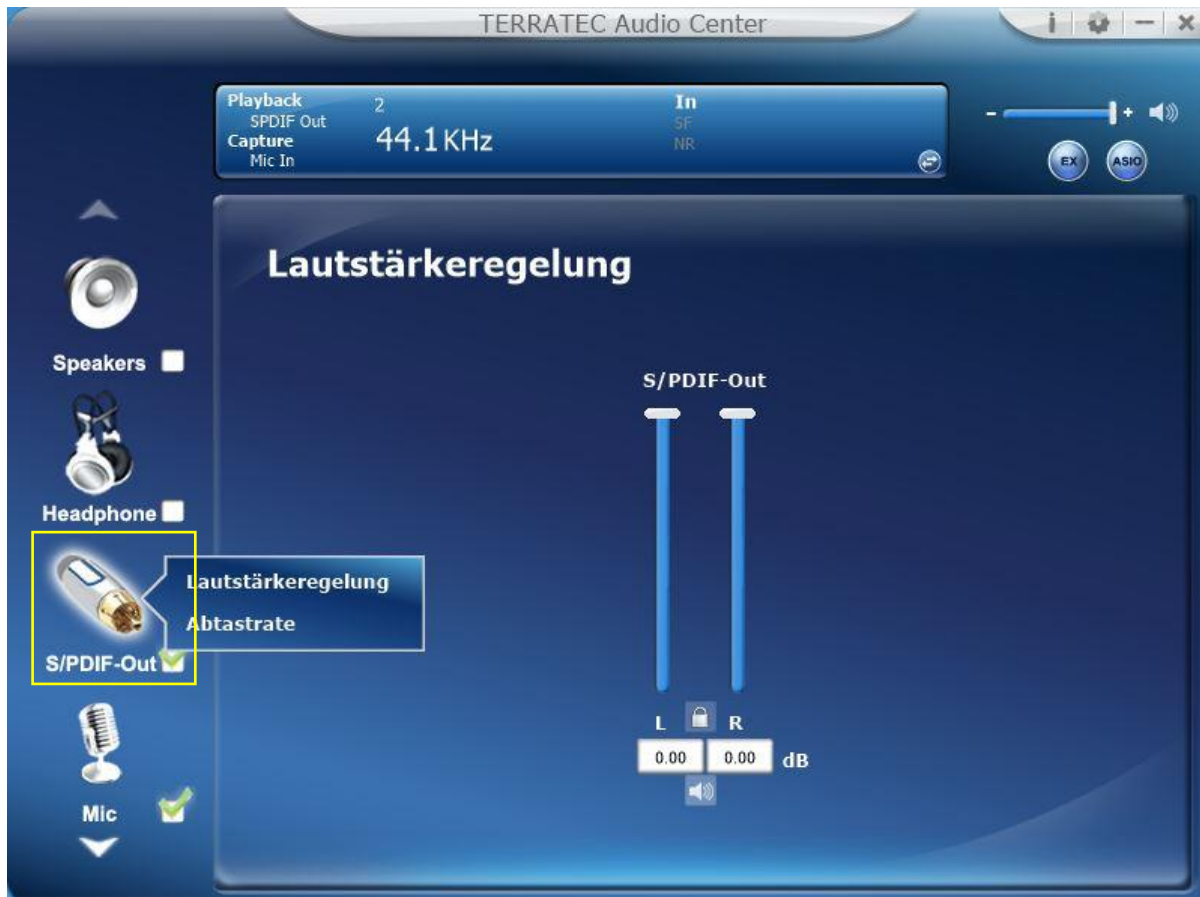 TERRATEC Audio Center
i
Playback 2 In
SPDIF Out SF
Capture 44.1 KHz NR
Mic In
- +
EX ASIO
Lautstärkeregelung
Speakers
S/PDIF-Out
Headphone
Lautstärkeregelung
Abtastrate
S/PDIF-Out
L R
0.00 0.00 dB
Mic